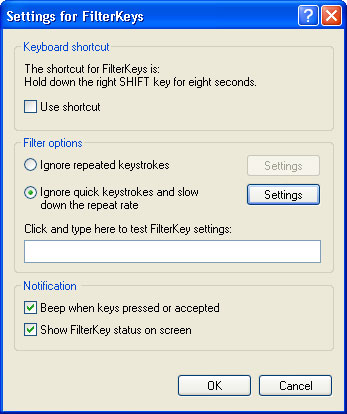 Settings for FilterKeys
Keyboard shortcut
The shortcut for FilterKeys is:
Hold down the right SHIFT key for eight seconds.
Use shortcut
Filter options
Ignore repeated keystrokes
Settings
Ignore quick keystrokes and slow
down the repeat rate
Settings
Click and type here to test FilterKey settings:
Notification
Beep when keys pressed or accepted
Show FilterKey status on screen
OK
Cancel